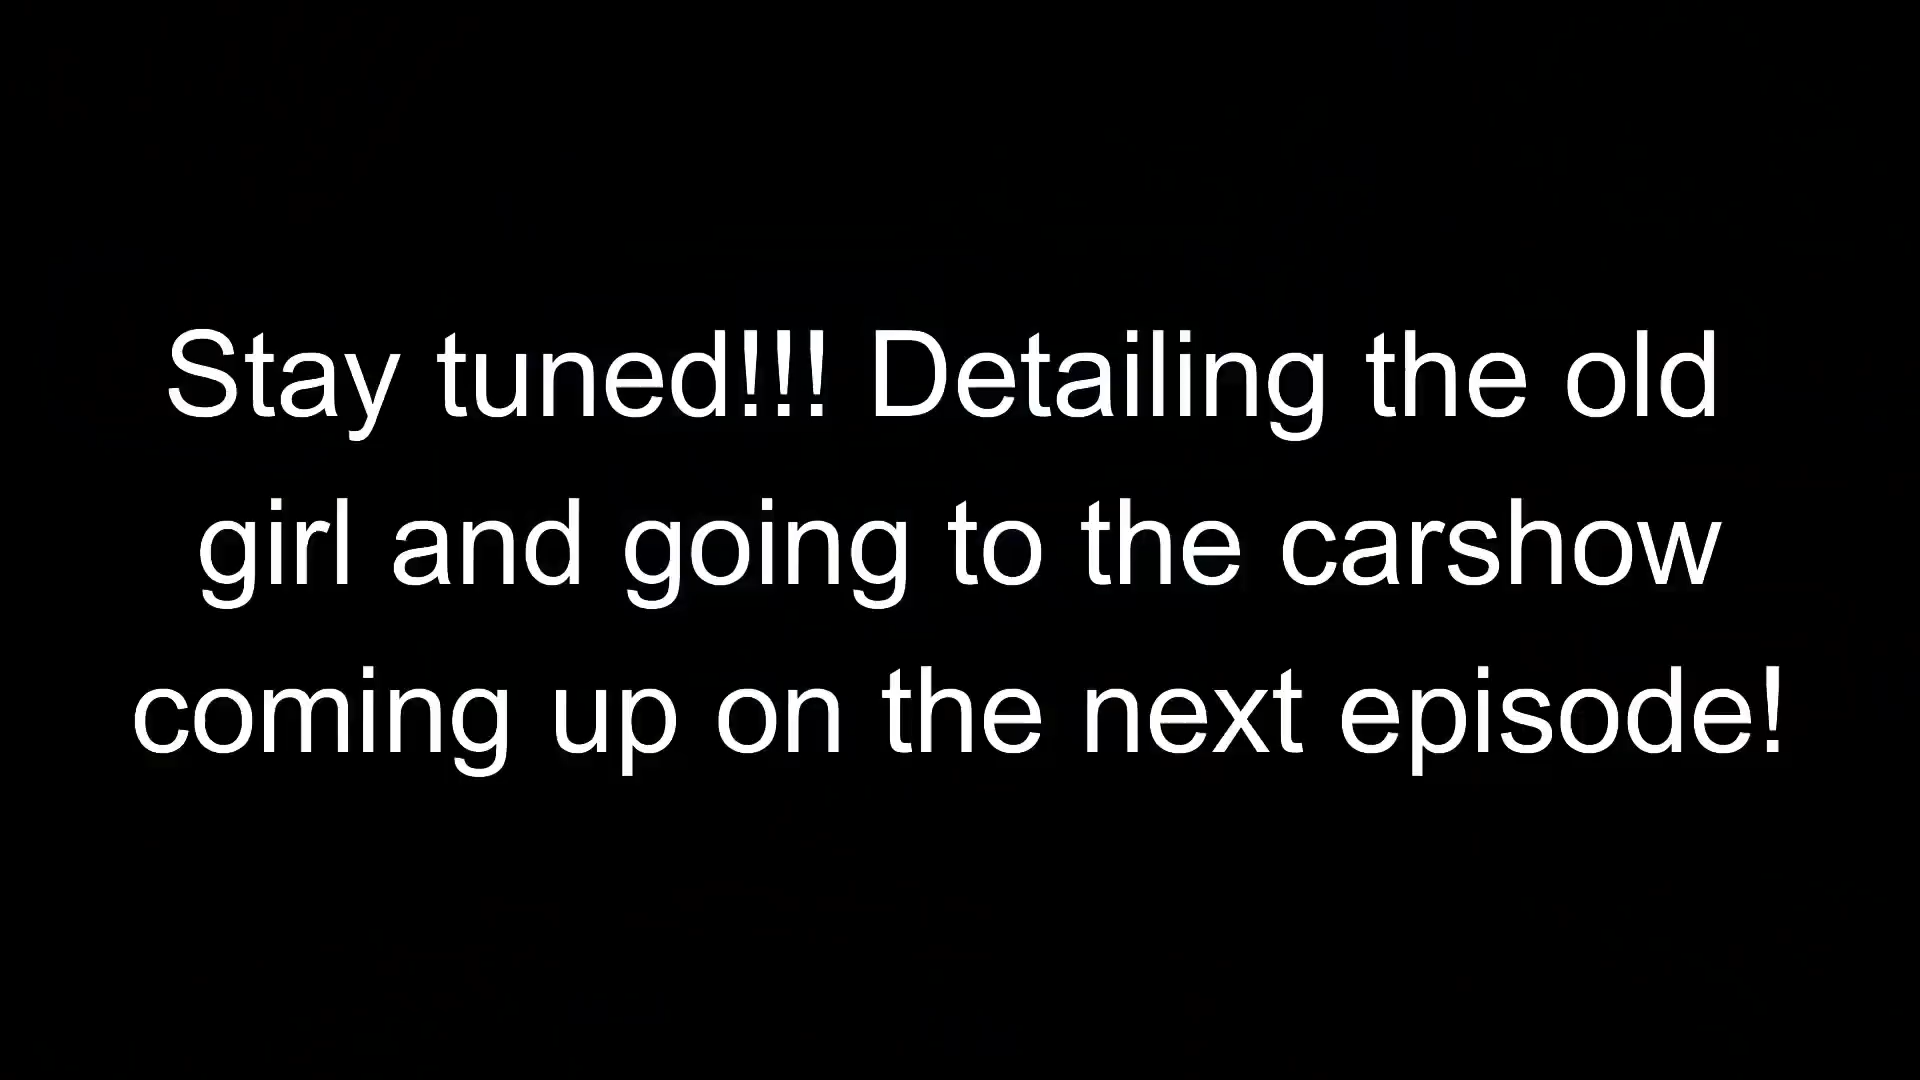 Stay tuned!!! Detailing the old
girl and going to the carshow
coming up on the next episode!